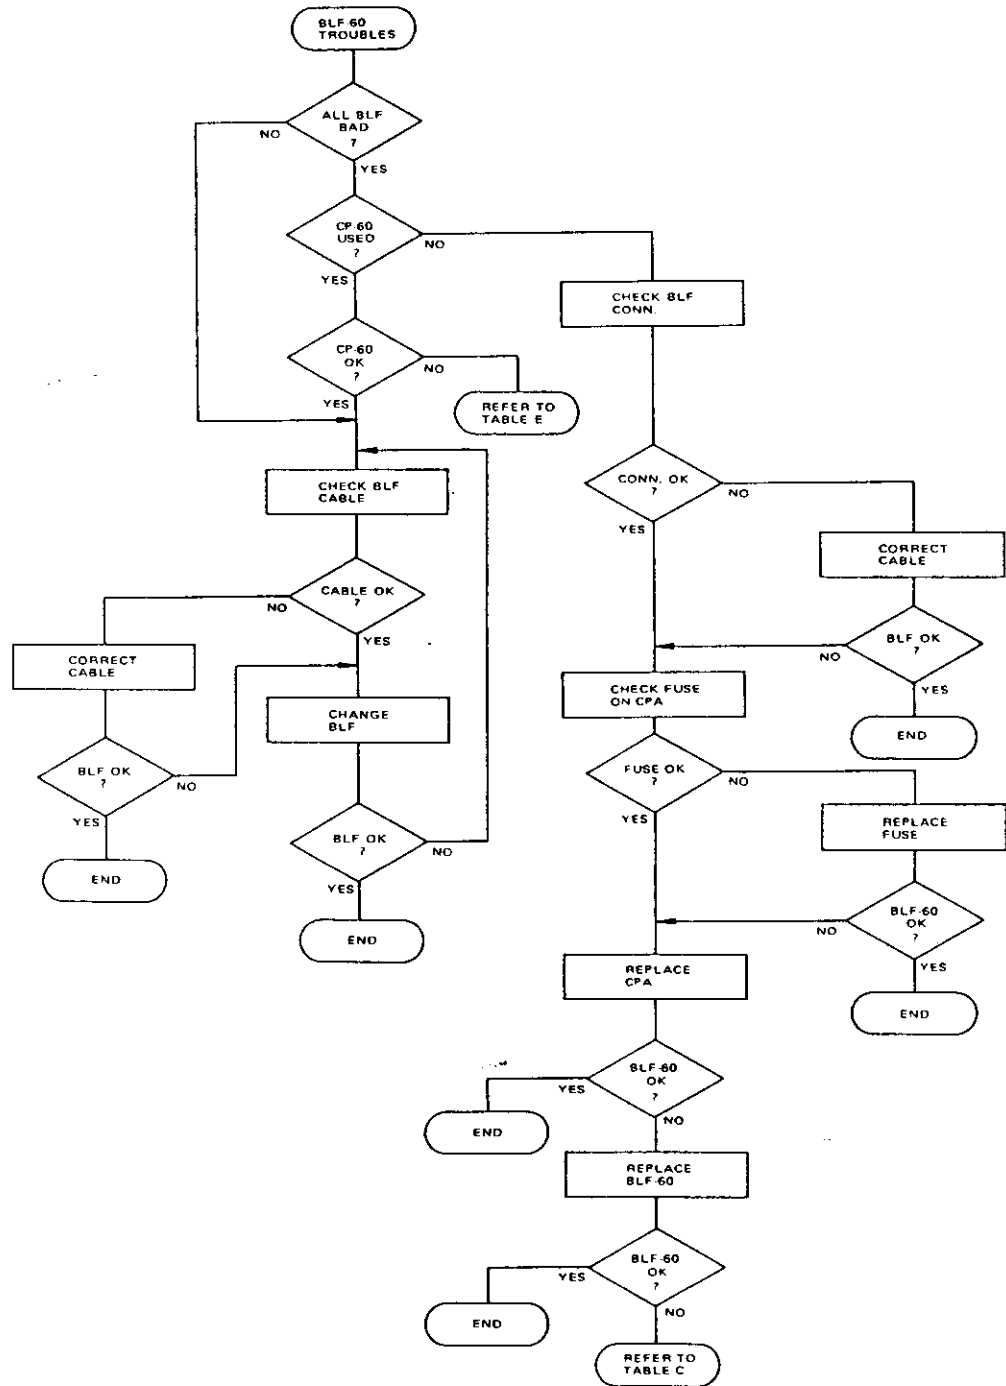 BLF-60
TROUBLES
ALL BLF
BAD
?
NO
YES
CP-60
USED
?
NO
YES
CHECK BLF
CONN.
CP-60
OK
?
NO
YES
REFER TO
TABLE E
CHECK BLF
CABLE
CONN. OK
?
NO
YES
CORRECT
CABLE
CABLE OK
?
NO
YES
BLF OK
?
NO
YES
CORRECT
CABLE
CHECK FUSE
ON CPA
END
CHANGE
BLF
BLF OK
?
NO
YES
FUSE OK
?
NO
YES
REPLACE
FUSE
BLF OK
?
NO
YES
END
END
BLF-60
OK
?
NO
YES
END
REPLACE
CPA
BLF-60
OK
?
YES
NO
END
REPLACE
BLF-60
BLF-60
OK
?
YES
NO
END
REFER TO
TABLE C